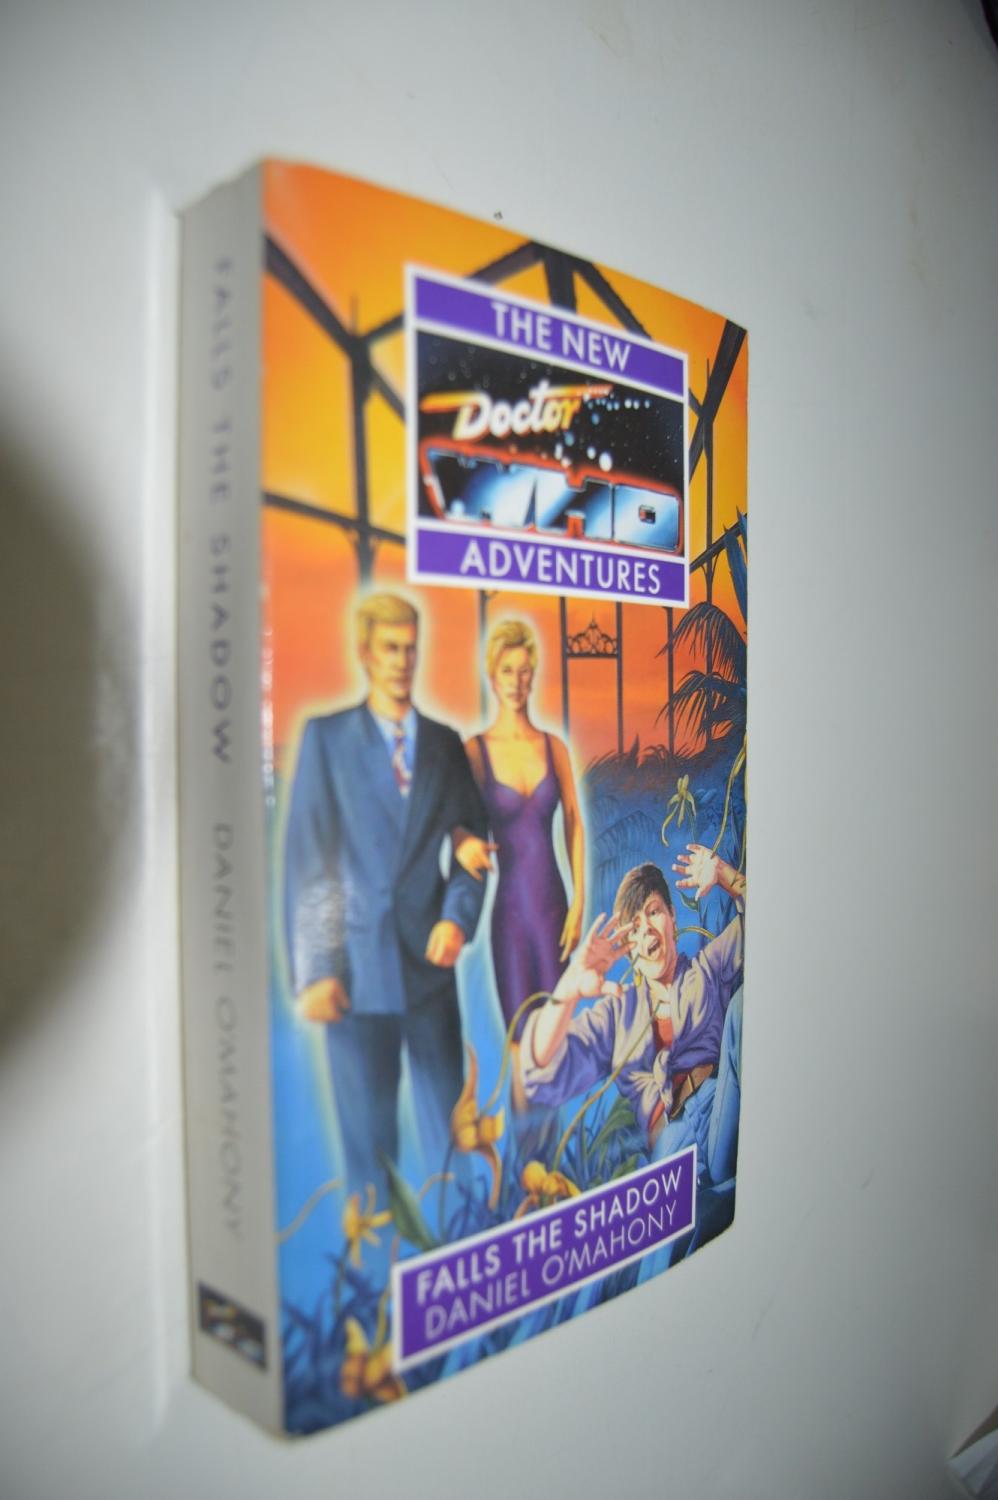 THE NEW
Doctor
WHO
ADVENTURES
FALLS THE SHADOW
DANIEL O'MAHONY
FALLS THE SHADOW DANIEL O'MAHONY